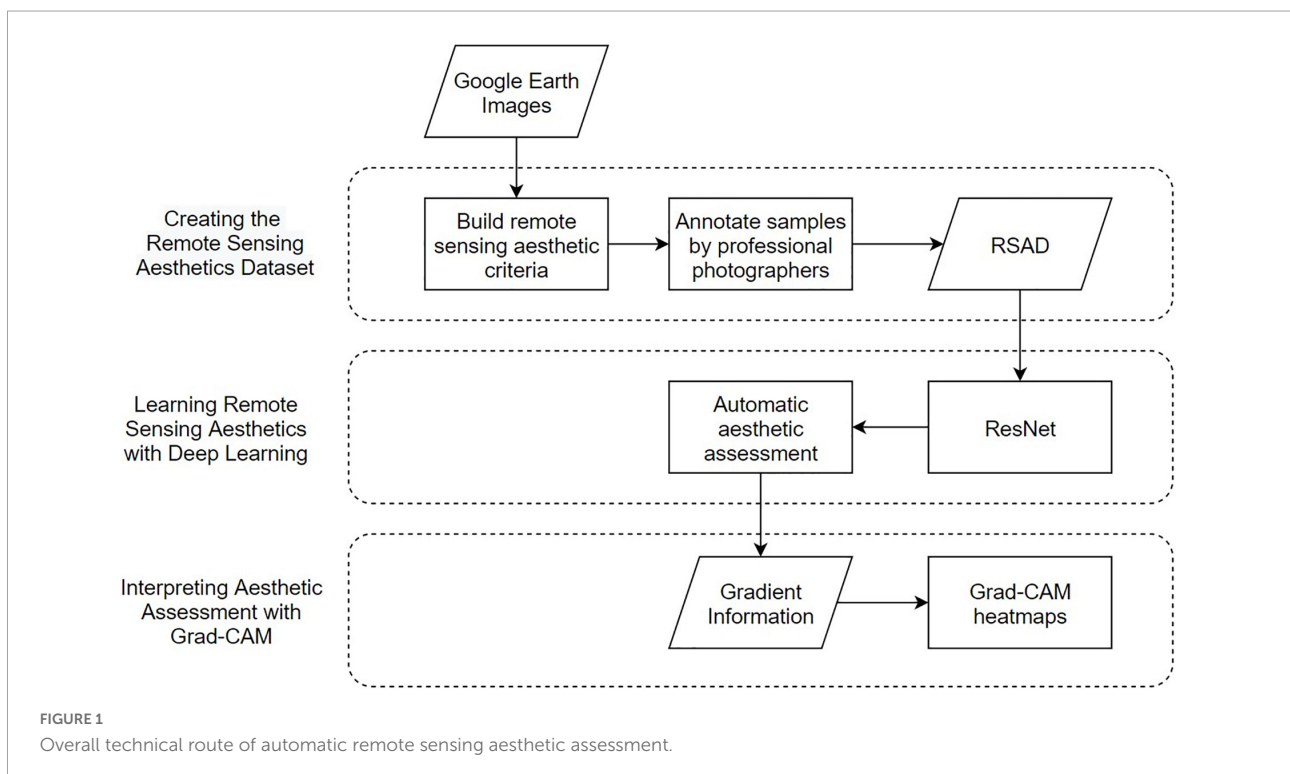 Google Earth
Images
Creating the
Remote Sensing
Aesthetics Dataset
Build remote
sensing aesthetic
criteria
Annotate samples
by professional
photographers
RSAD
Learning Remote
Sensing Aesthetics
with Deep Learning
Automatic
aesthetic
assessment
ResNet
Interpreting Aesthetic
Assessment with
Grad-CAM
Gradient
Information
Grad-CAM
heatmaps
FIGURE 1
Overall technical route of automatic remote sensing aesthetic assessment.